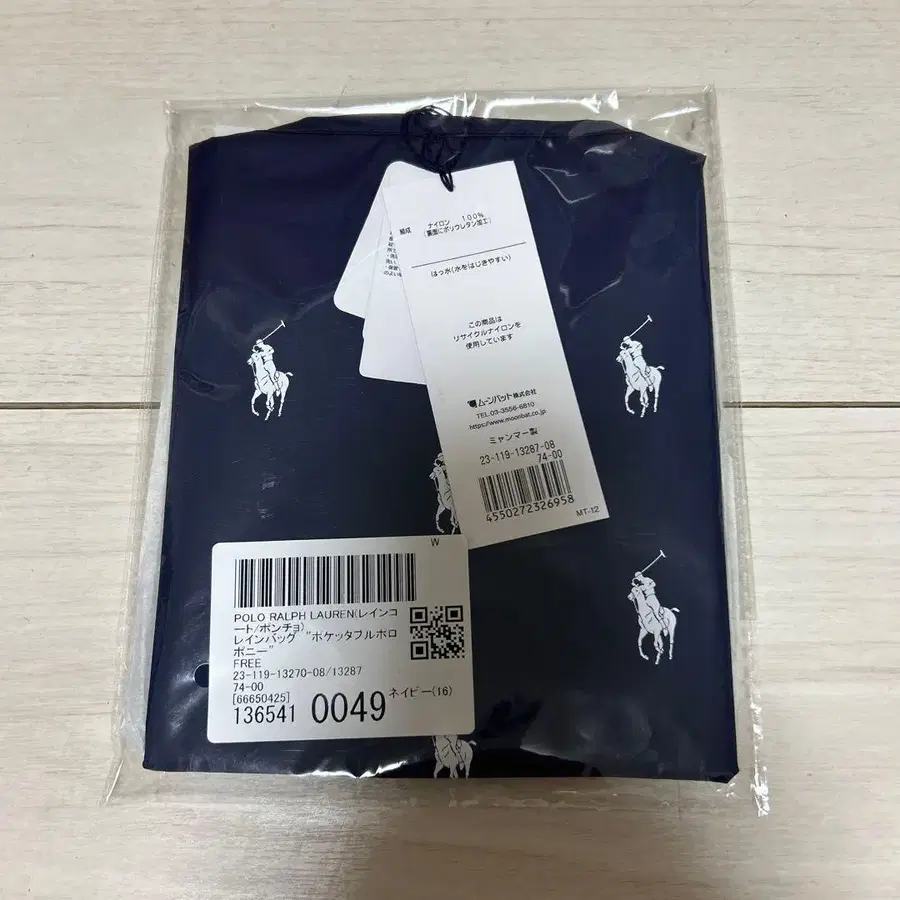 組成 ナイロン 100%
(裏面にポリウレタン加工)
はっ水(水をはじきやすい)
この商品は
リサイクルナイロンを
使用しています
ムーンバット株式会社
TEL.03-3556-6810
https://www.moonbat.co.jp
ミャンマー製
23-119-13287-08
74-00
4550272326958
MT-12
W
POLO RALPH LAUREN(レインコ
ート/ポンチョ)
レインバッグ "ポケッタブルポロ
ポニー"
FREE
23-119-13270-08/13287
74-00
[66650425]
ネイビー(16)
136541 0049